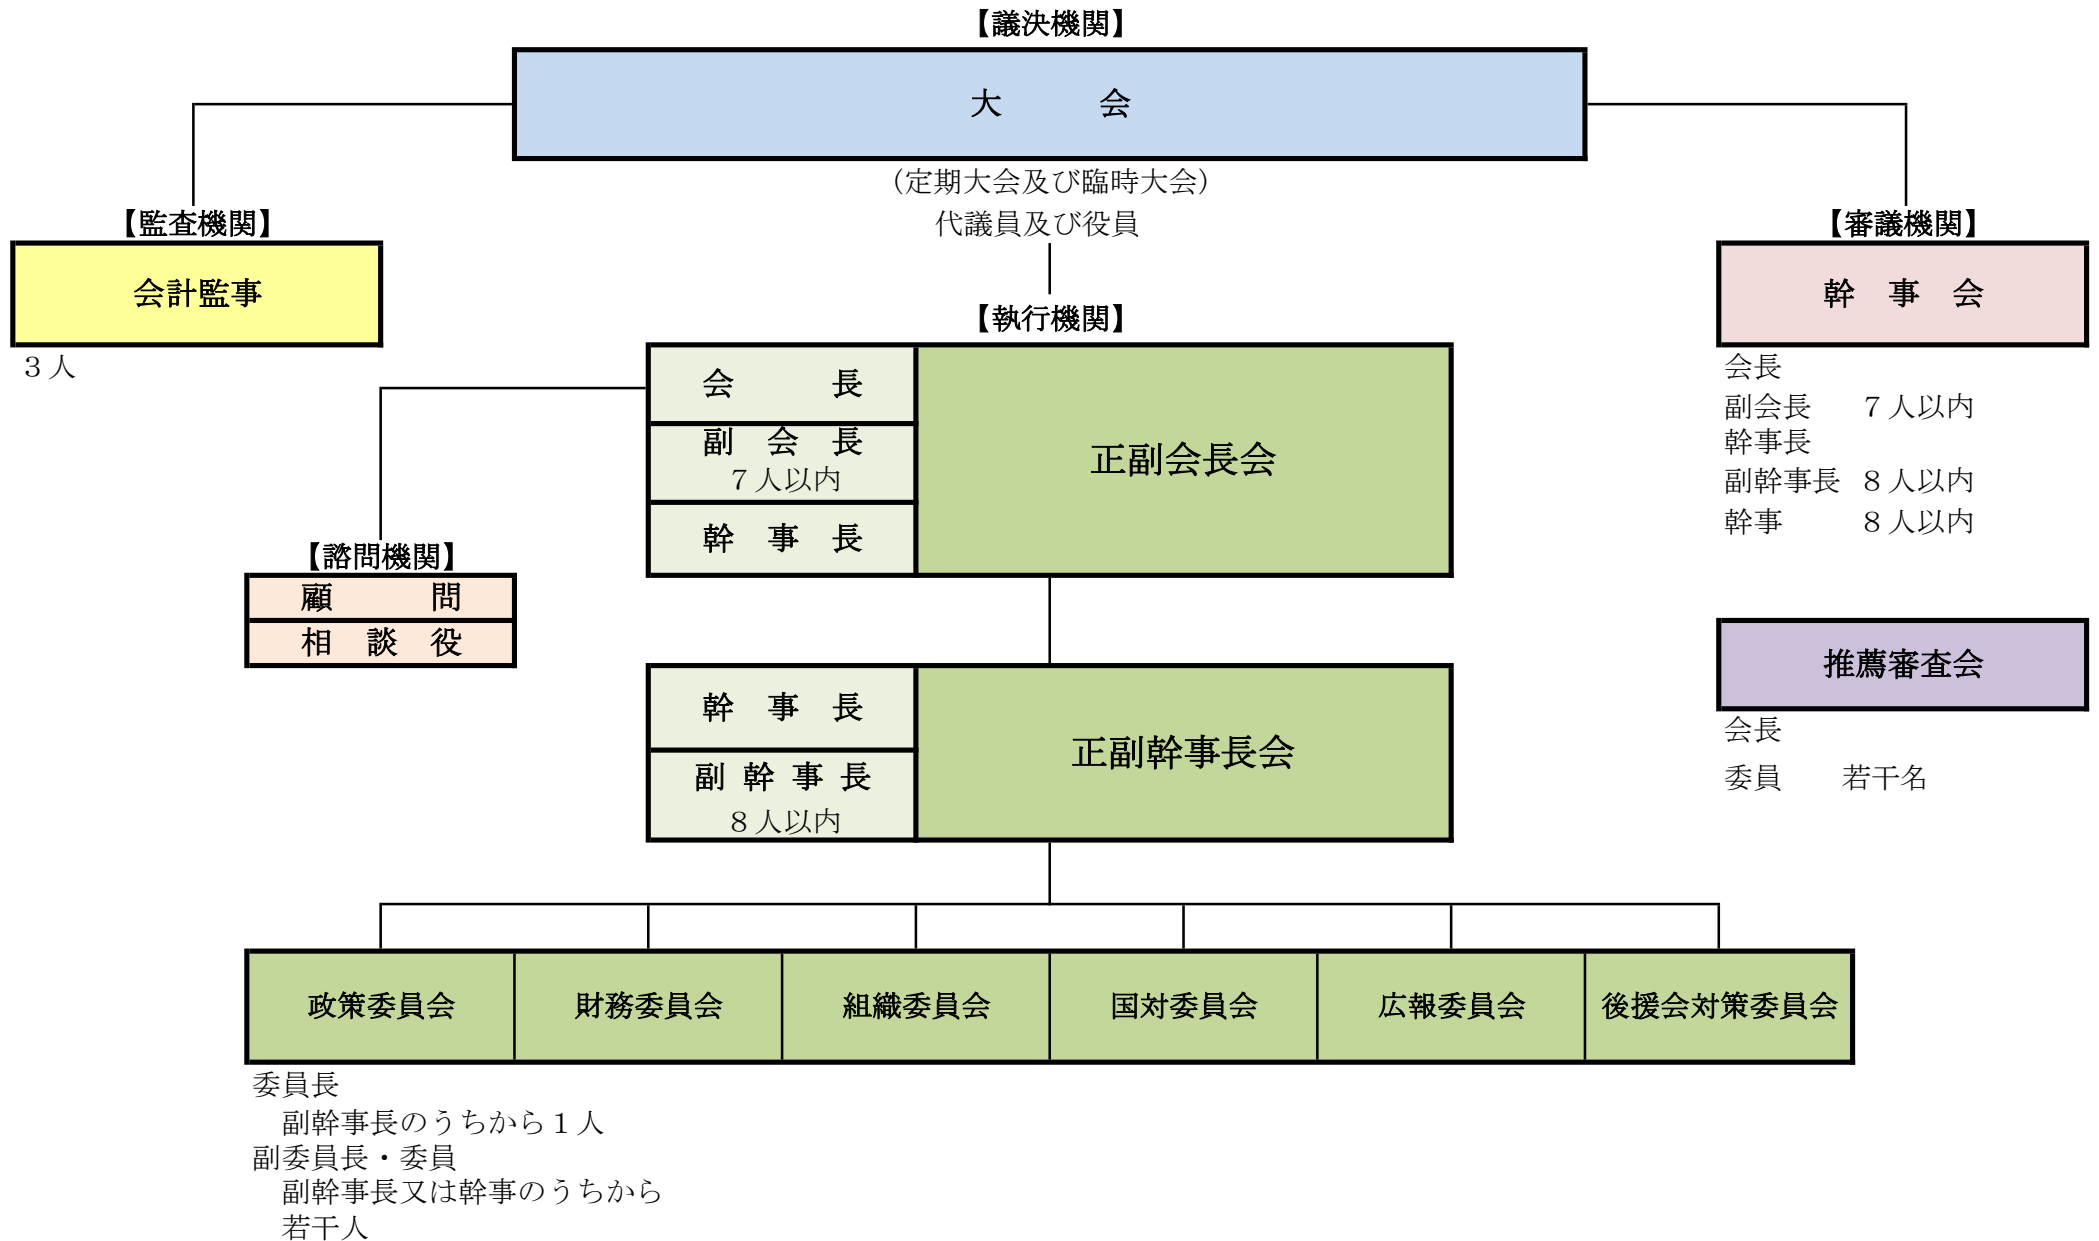 【議決機関】
大　　　会
（定期大会及び臨時大会）
代議員及び役員
【監査機関】
会計監事
３人
【審議機関】
幹　事　会
会長
副会長　７人以内
幹事長
副幹事長　８人以内
幹事　８人以内
【執行機関】
会　　　長
副　会　長
７人以内
幹　事　長
正副会長会
【諮問機関】
顧　　　問
相　談　役
推薦審査会
会長
委員　　若干名
幹　事　長
副 幹 事 長
８人以内
正副幹事長会
政策委員会
財務委員会
組織委員会
国対委員会
広報委員会
後援会対策委員会
委員長
副幹事長のうちから１人
副委員長・委員
副幹事長又は幹事のうちから
若干人